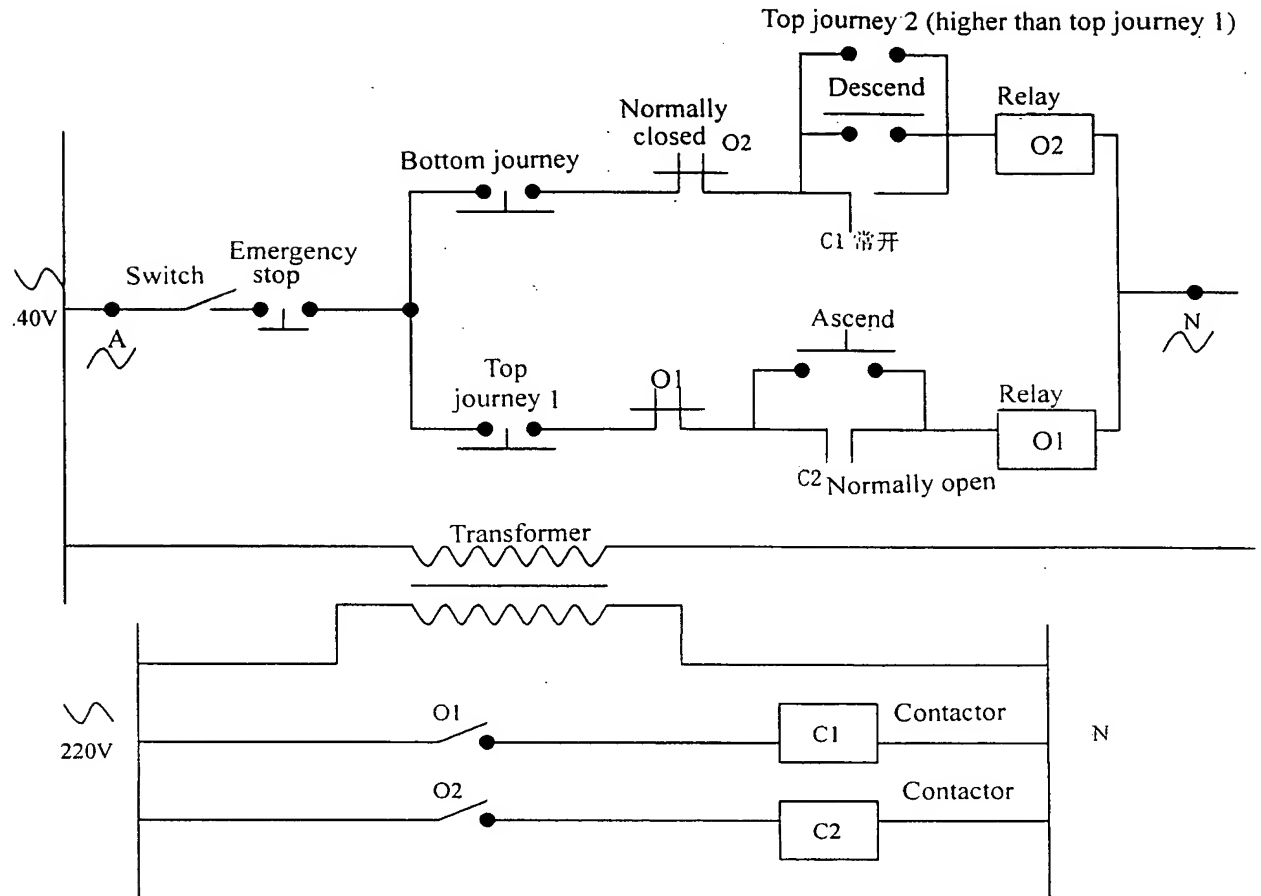 Top journey 2 (higher than top journey 1)
Descend
Relay
O2
Normally
closed
O2
Bottom journey
C1 常开
Emergency
stop
Switch
.40V
A
N
Ascend
Top
journey 1
O1
Relay
O1
C2 Normally open
Transformer
O1
C1
Contactor
220V
N
O2
C2
Contactor